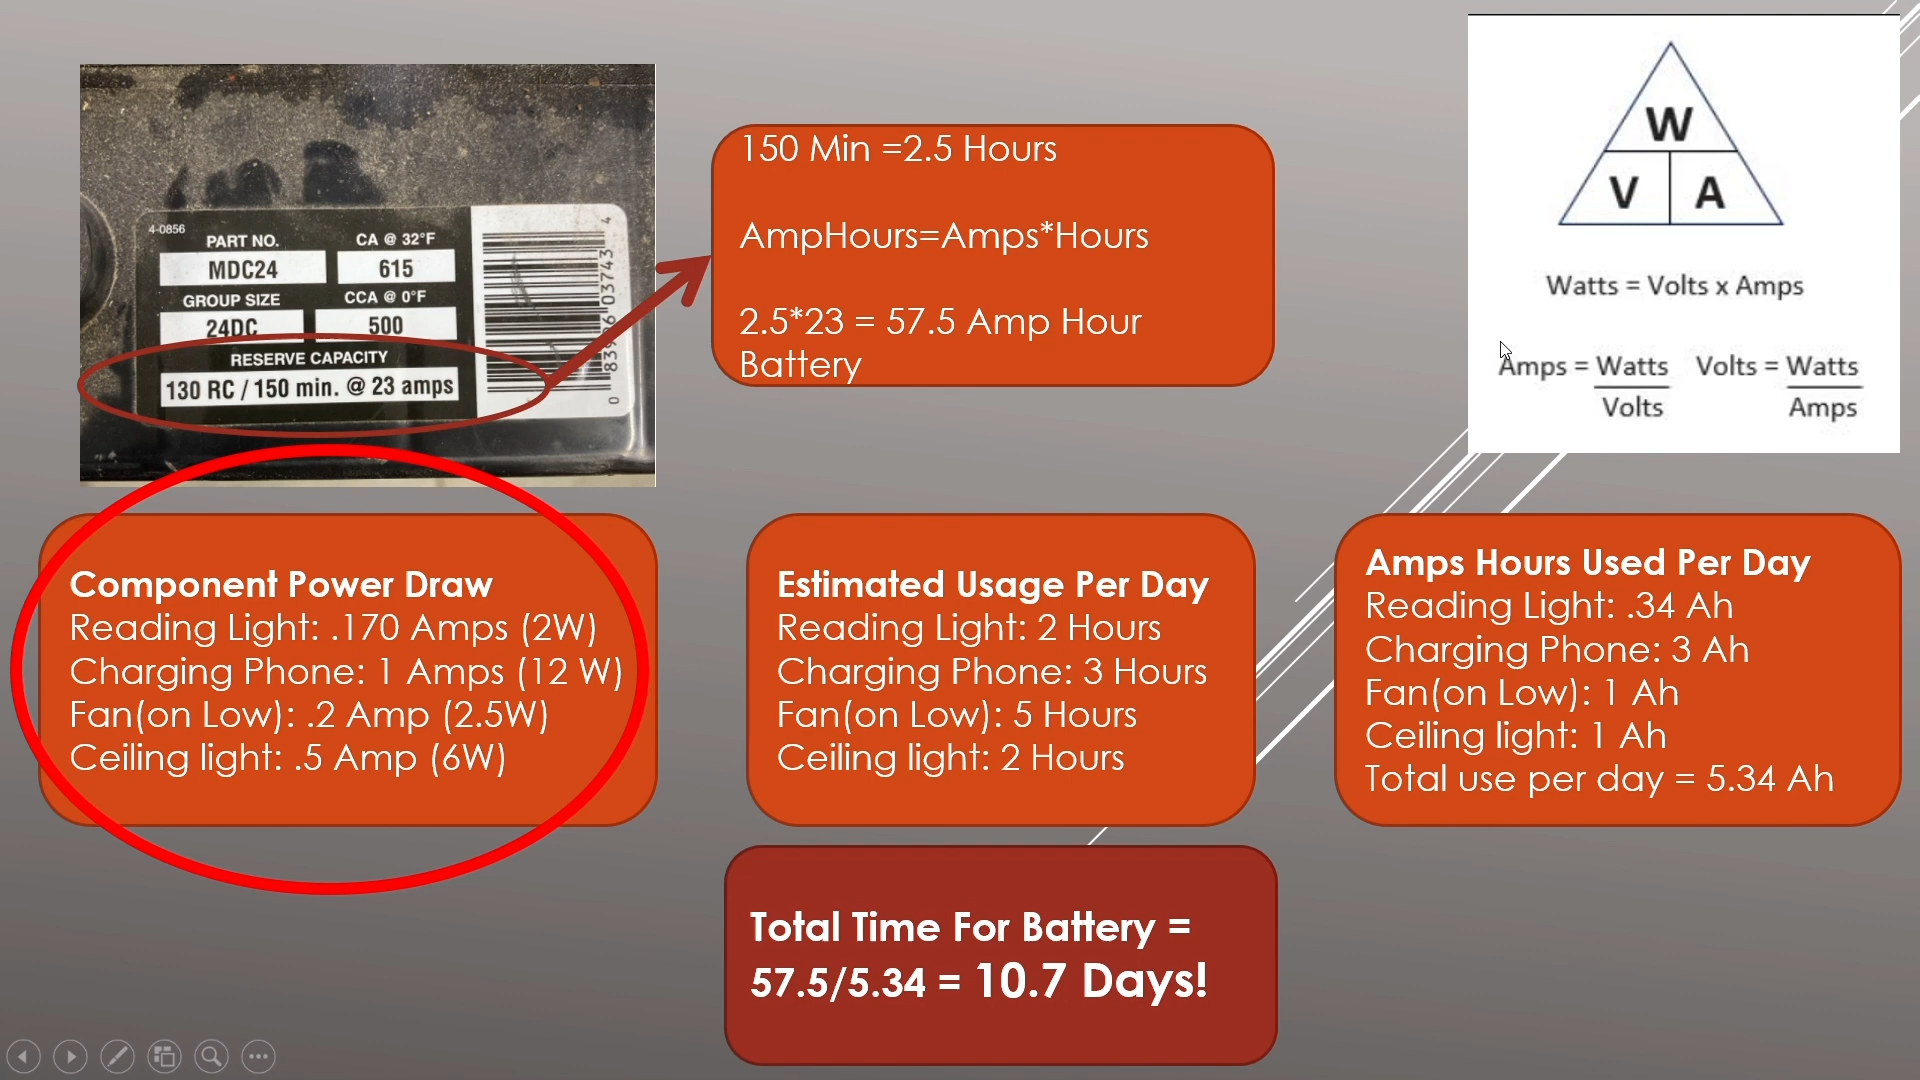 4-0856
PART NO.
CA @ 32°F
MDC24
615
GROUP SIZE
CCA @ 0°F
24DC
500
RESERVE CAPACITY
130 RC / 150 min. @ 23 amps
150 Min =2.5 Hours
AmpHours=Amps*Hours
2.5*23 = 57.5 Amp Hour
Battery
W
V
A
Watts = Volts x Amps
Amps = Watts
Volts
Volts = Watts
Amps
Component Power Draw
Reading Light: .170 Amps (2W)
Charging Phone: 1 Amps (12 W)
Fan(on Low): .2 Amp (2.5W)
Ceiling light: .5 Amp (6W)
Estimated Usage Per Day
Reading Light: 2 Hours
Charging Phone: 3 Hours
Fan(on Low): 5 Hours
Ceiling light: 2 Hours
Amps Hours Used Per Day
Reading Light: .34 Ah
Charging Phone: 3 Ah
Fan(on Low): 1 Ah
Ceiling light: 1 Ah
Total use per day = 5.34 Ah
Total Time For Battery =
57.5/5.34 = 10.7 Days!